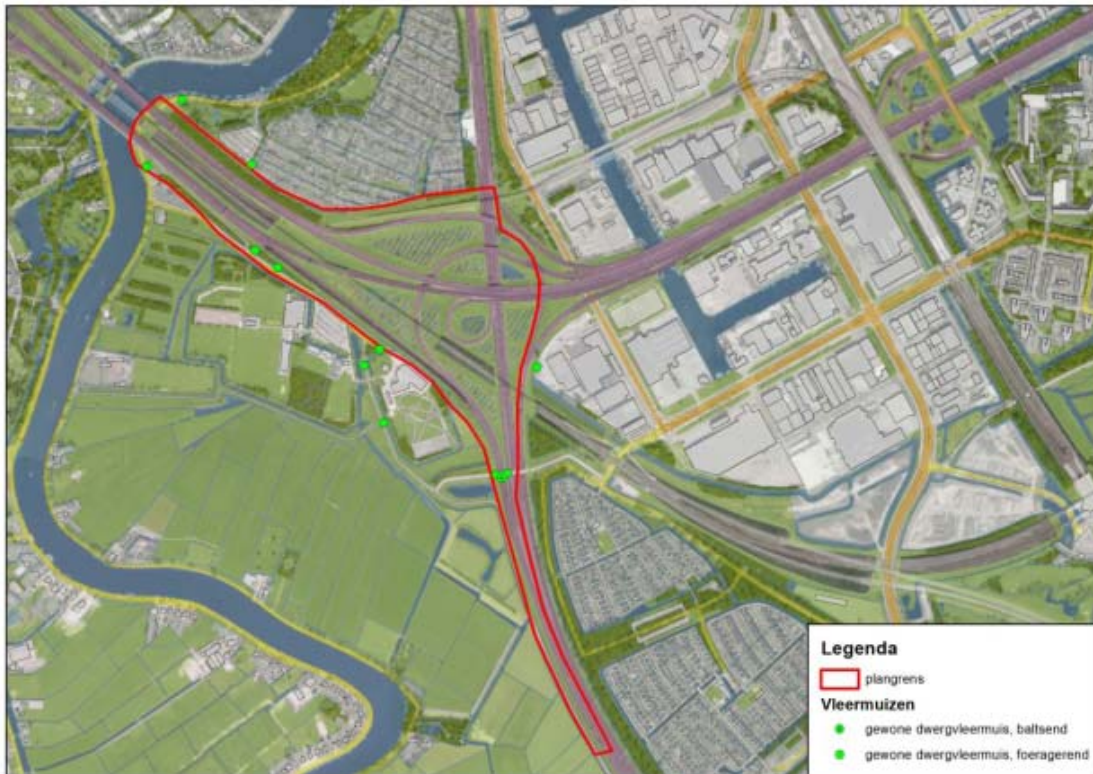 Legenda
plangrens
Vleermuizen
gewone dwergvleermuis, baltsend
gewone dwergvleermuis, foeragerend